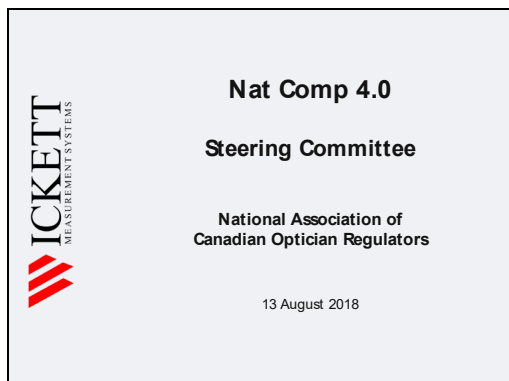 Nat Comp 4.0
Steering Committee
National Association of
Canadian Optician Regulators
13 August 2018
ICKETT
MEASUREMENT SYSTEMS